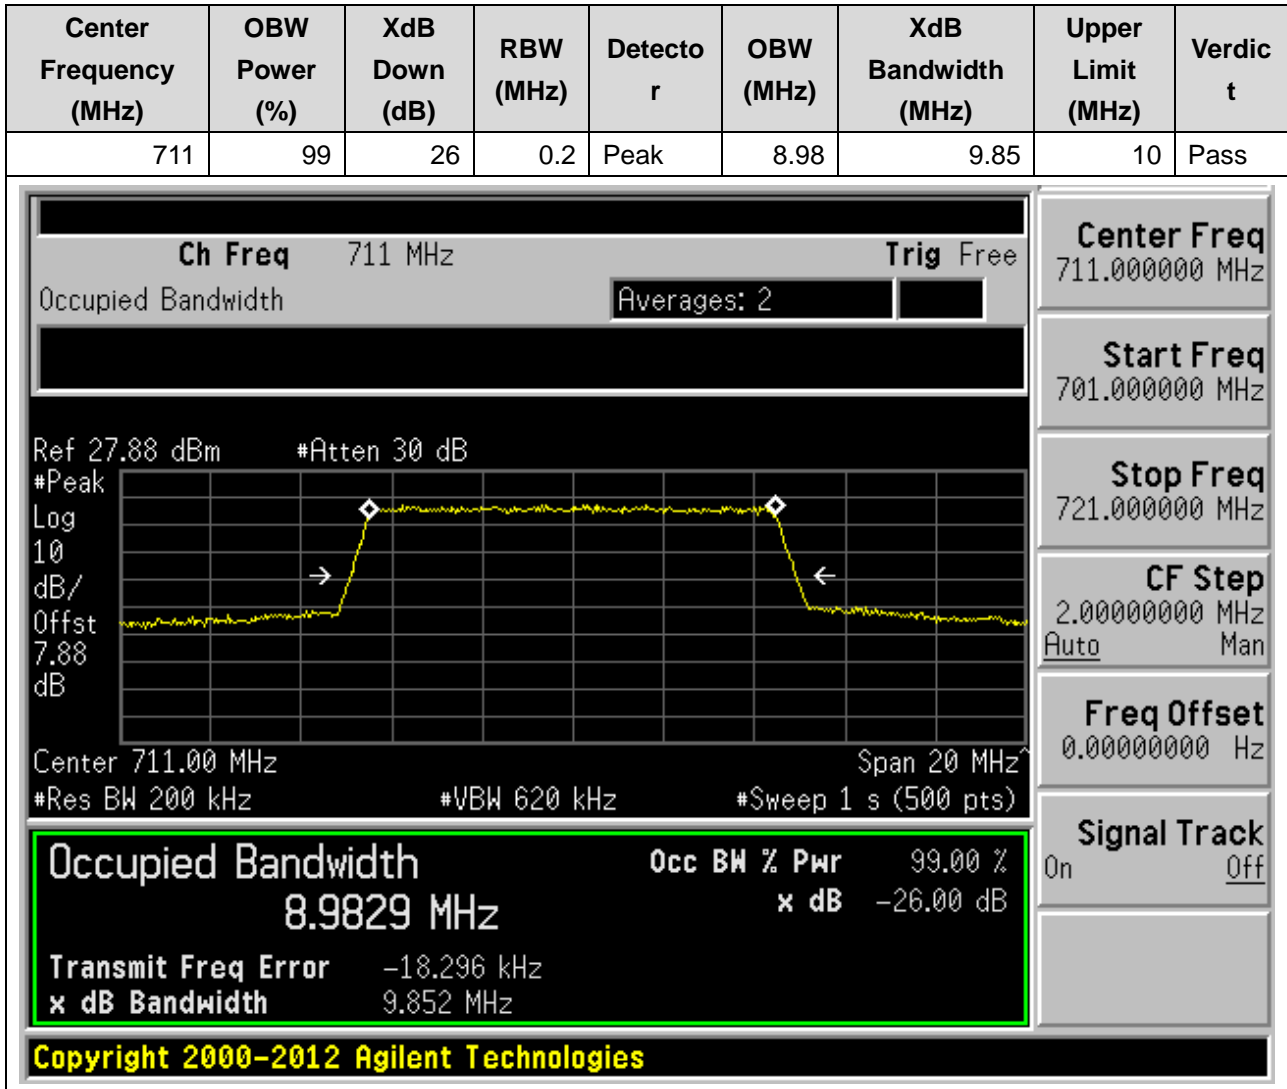 Center Frequency (MHz) OBW Power (%) XdB Down (dB) RBW (MHz) Detecto r OBW (MHz) XdB Bandwidth (MHz) Upper Limit (MHz) Verdic t
711 99 26 0.2 Peak 8.98 9.85 10 Pass
Ch Freq 711 MHz Trig Free
Occupied Bandwidth Averages: 2
Ref 27.88 dBm #Atten 30 dB
#Peak
Log
10
dB/
Offst
7.88
dB
Center 711.00 MHz Span 20 MHz^
#Res BW 200 kHz #VBW 620 kHz #Sweep 1 s (500 pts)
Occupied Bandwidth Occ BW % Pwr 99.00 %
8.9829 MHz x dB -26.00 dB
Transmit Freq Error -18.296 kHz
x dB Bandwidth 9.852 MHz
Copyright 2000-2012 Agilent Technologies
Center Freq
711.000000 MHz
Start Freq
701.000000 MHz
Stop Freq
721.000000 MHz
CF Step
2.00000000 MHz
Auto Man
Freq Offset
0.00000000 Hz
Signal Track
On Off